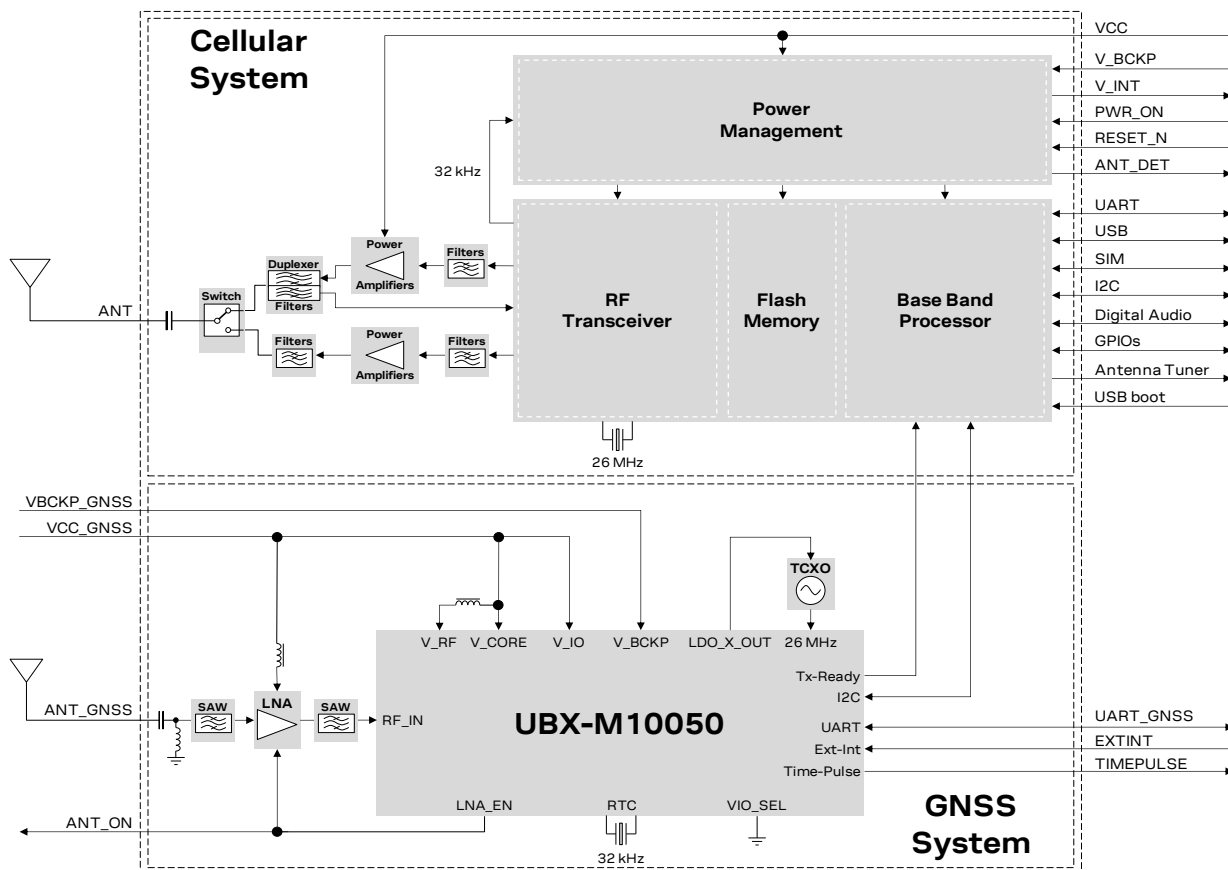 Cellular
System
VCC
V_BCKP
V_INT
PWR_ON
RESET_N
ANT_DET
Power
Management
32 kHz
UART
USB
SIM
I2C
Digital Audio
GPIOs
Antenna Tuner
USB boot
Power
Amplifiers
Filters
Duplexer
Filters
Switch
ANT
RF
Transceiver
Flash
Memory
Base Band
Processor
Filters
Power
Amplifiers
Filters
26 MHz
VBCKP_GNSS
VCC_GNSS
TCXO
V_RF
V_CORE
V_IO
V_BCKP
LDO_X_OUT
26 MHz
Tx-Ready
I2C
UART
Ext-Int
Time-Pulse
SAW
LNA
SAW
ANT_GNSS
RF_IN
UBX-M10050
UART_GNSS
EXTINT
TIMEPULSE
LNA_EN
RTC
VIO_SEL
ANT_ON
32 kHz
GNSS
System